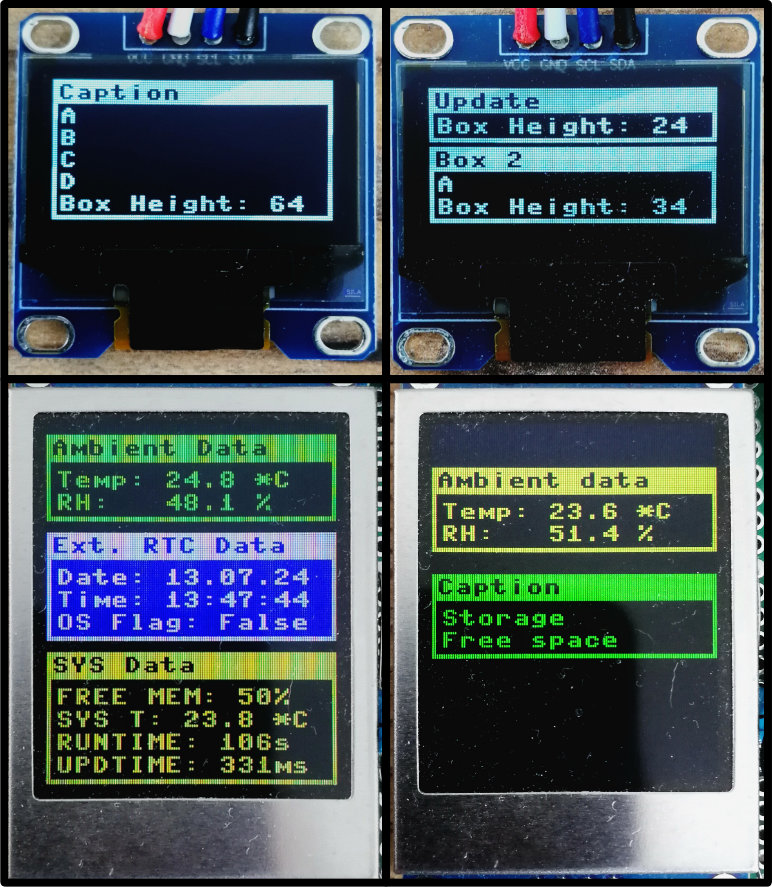 VCC GND SCL SDA
Caption
A
B
C
D
Box Height: 64
VCC GND SCL SDA
Update
Box Height: 24
Box 2
A
Box Height: 34
Ambient Data
Temp: 24.8 *C
RH: 48.1 %
Ext. RTC Data
Date: 13.07.24
Time: 13:47:44
OS Flag: False
SYS Data
FREE MEM: 50%
SYS T: 23.8 *C
RUNTIME: 106s
UPDTIME: 331ms
Ambient data
Temp: 23.6 *C
RH: 51.4 %
Caption
Storage
Free space